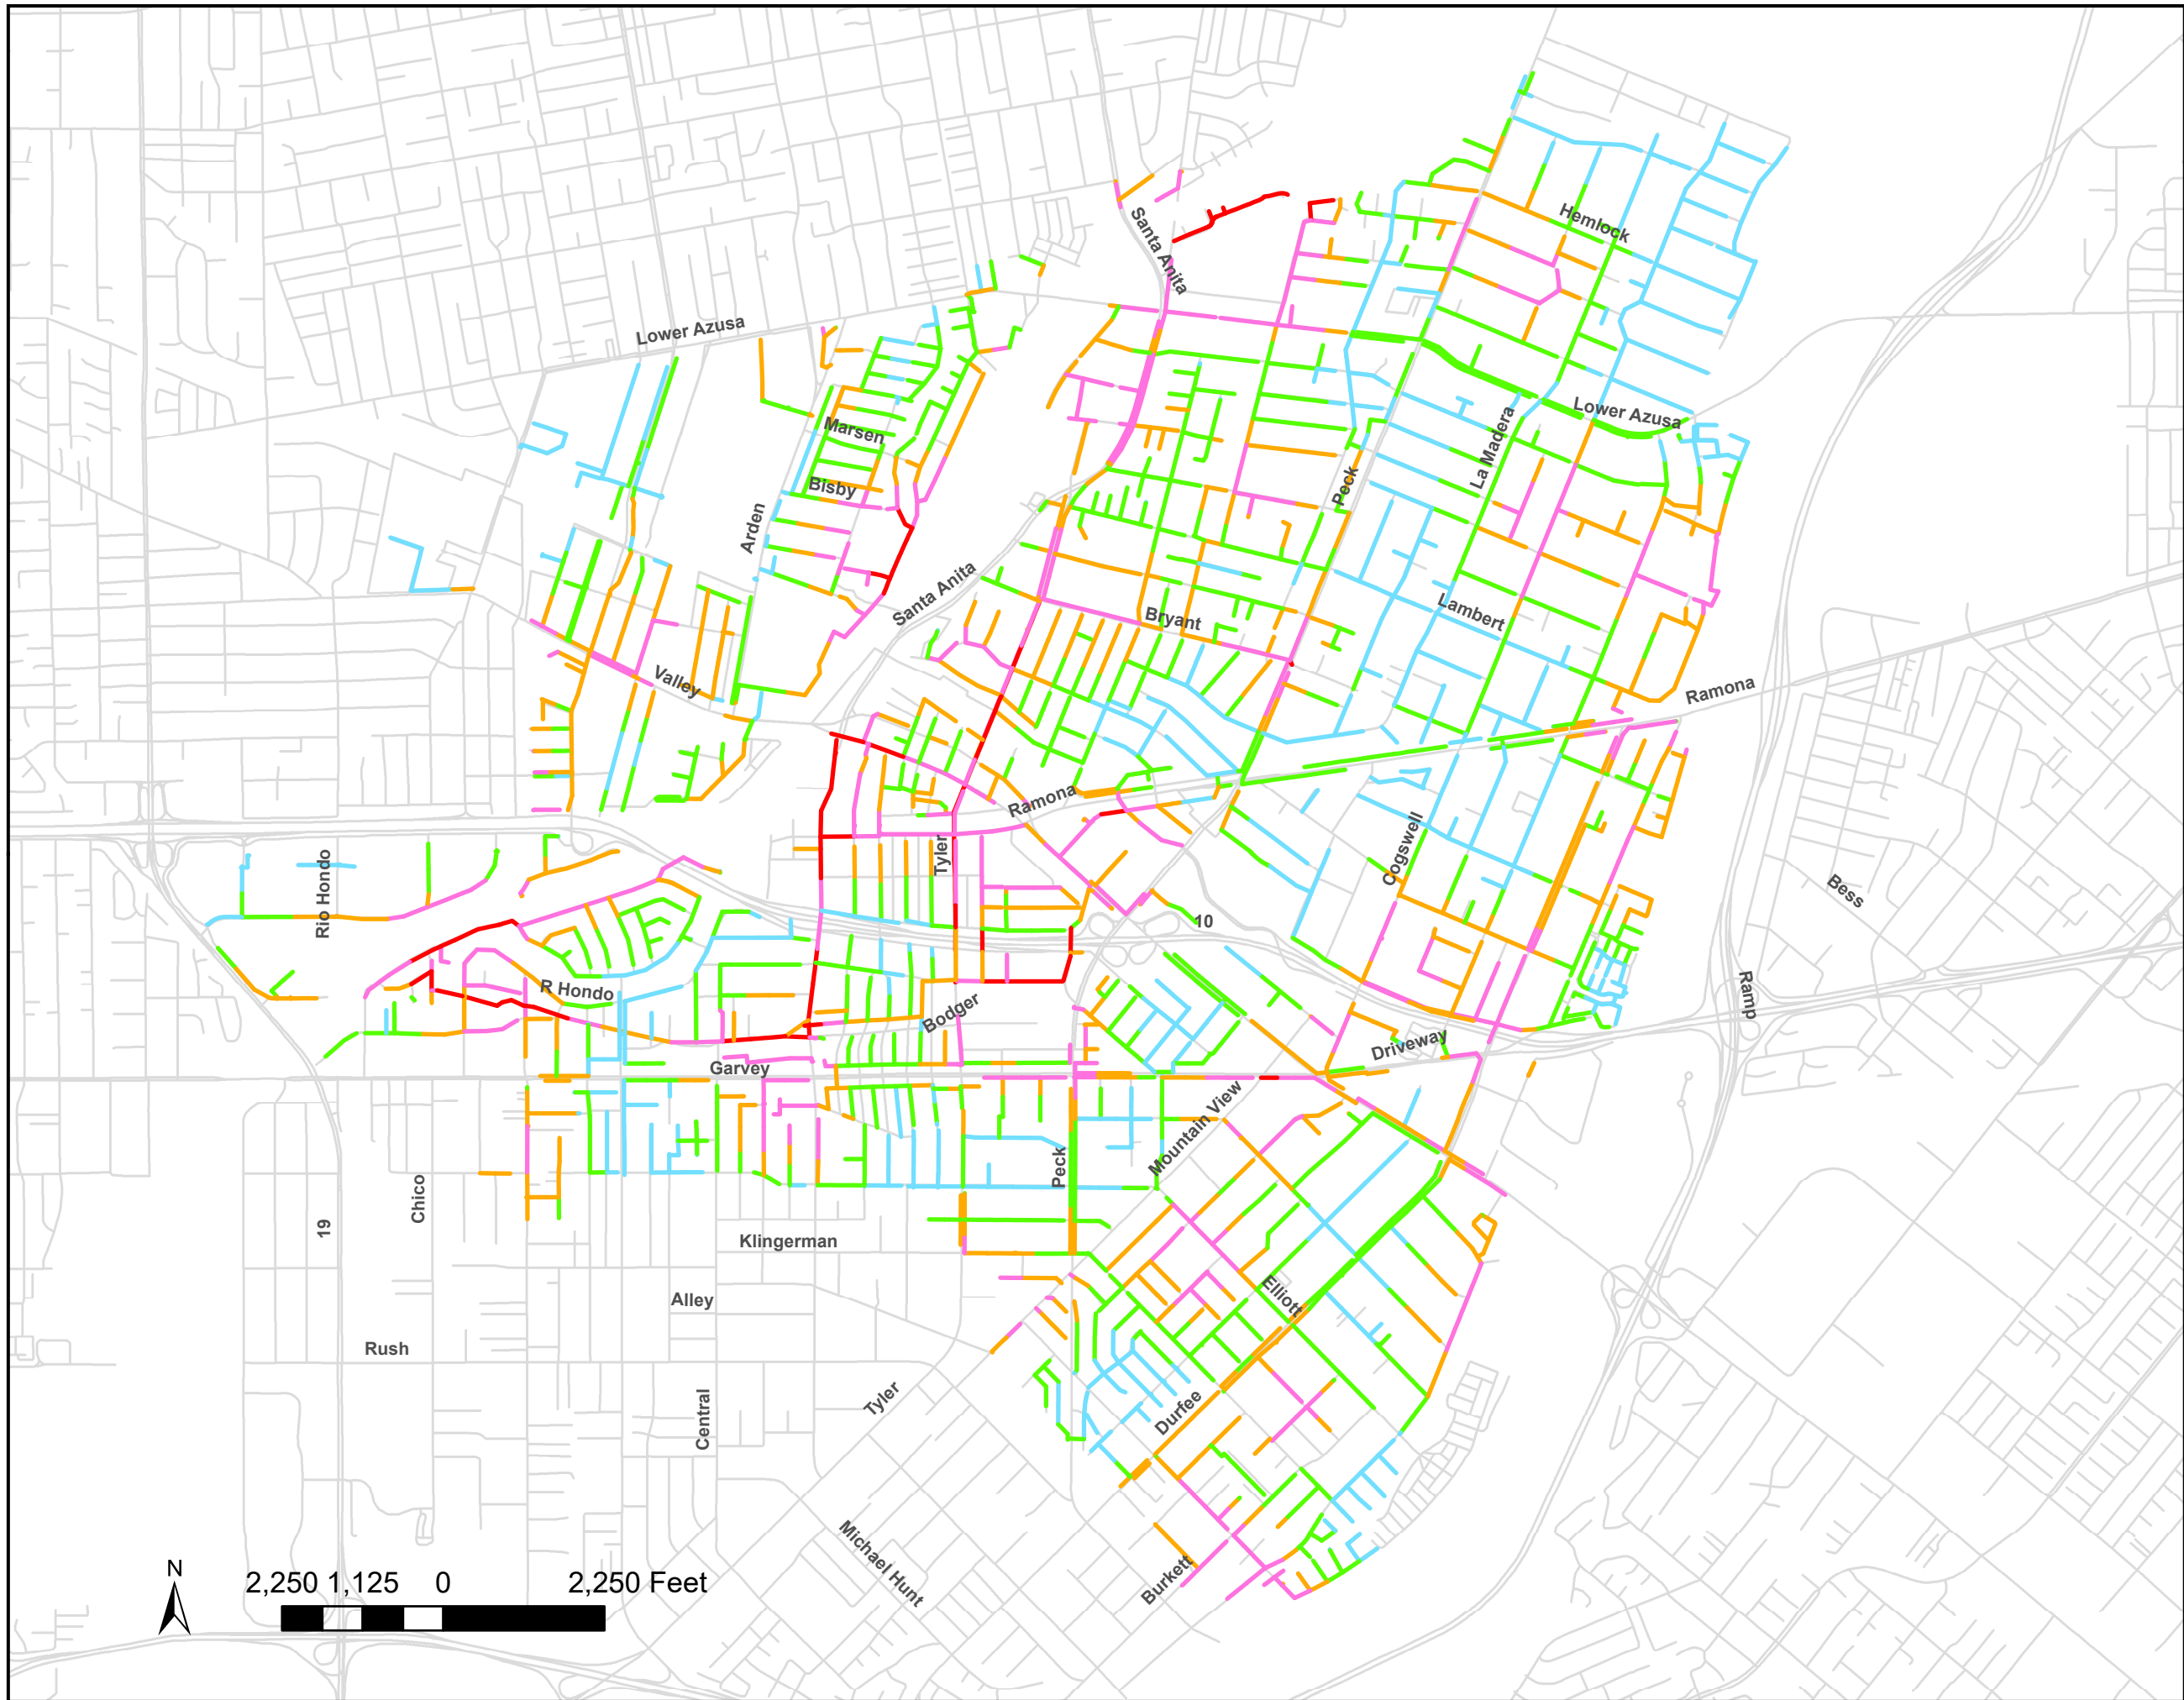 Santa Anita
Hemlock
Lower Azusa
Lower Azusa
Marsen
La Madera
Bisby
Peck
Arden
Santa Anita
Bryant
Lambert
Valley
Ramona
Ramona
Tyler
Cogswell
Rio Hondo
Bess
10
R Hondo
Ramp
Bodger
Driveway
Garvey
Mountain View
Peck
Chico
19
Klingerman
Alley
Elliott
Rush
Central
Tyler
Durfee
Michael Hunt
Burkett
N
2,250 1,125 0 2,250 Feet